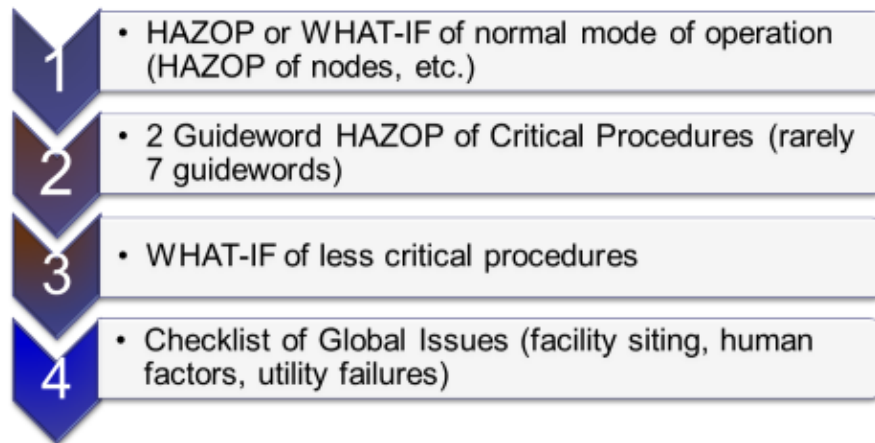 1
• HAZOP or WHAT-IF of normal mode of operation
(HAZOP of nodes, etc.)
2
• 2 Guideword HAZOP of Critical Procedures (rarely
7 guidewords)
3
• WHAT-IF of less critical procedures
4
• Checklist of Global Issues (facility siting, human
factors, utility failures)